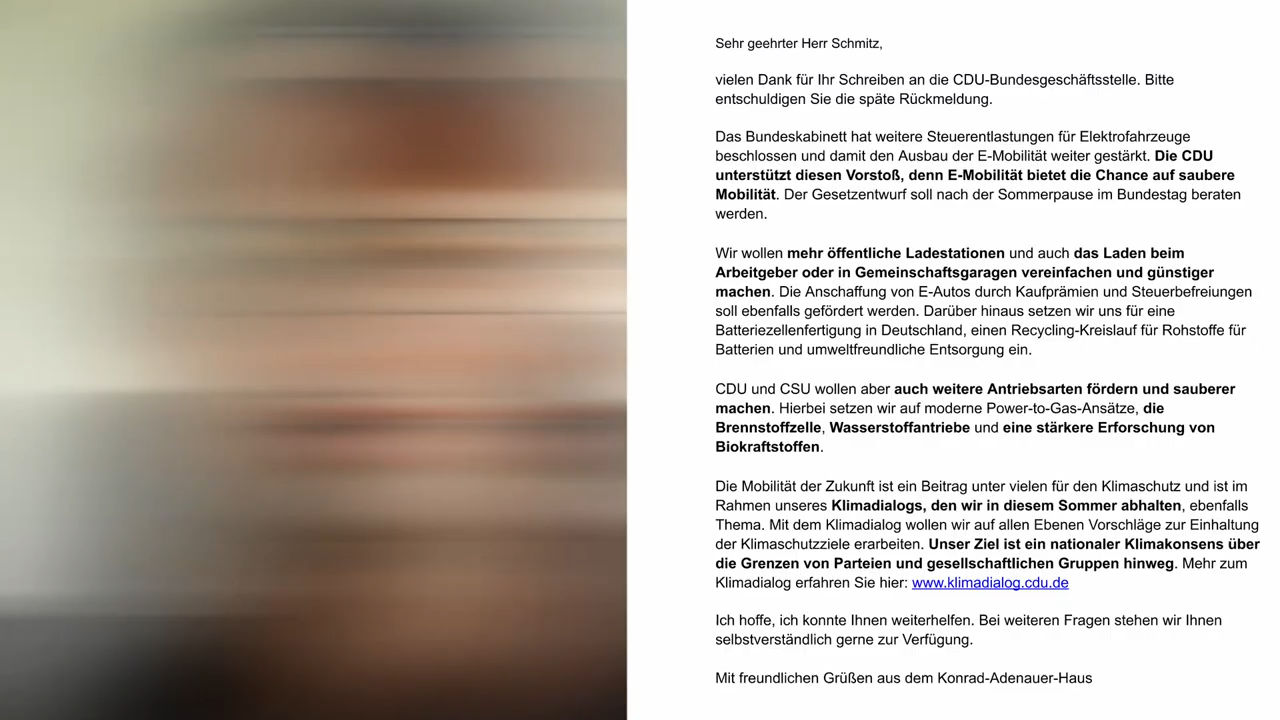 Sehr geehrter Herr Schmitz,
vielen Dank für Ihr Schreiben an die CDU-Bundesgeschäftsstelle. Bitte
entschuldigen Sie die späte Rückmeldung.
Das Bundeskabinett hat weitere Steuerentlastungen für Elektrofahrzeuge
beschlossen und damit den Ausbau der E-Mobilität weiter gestärkt. Die CDU
unterstützt diesen Vorstoß, denn E-Mobilität bietet die Chance auf saubere
Mobilität. Der Gesetzentwurf soll nach der Sommerpause im Bundestag beraten
werden.
Wir wollen mehr öffentliche Ladestationen und auch das Laden beim
Arbeitgeber oder in Gemeinschaftsgaragen vereinfachen und günstiger
machen. Die Anschaffung von E-Autos durch Kaufprämien und Steuerbefreiungen
soll ebenfalls gefördert werden. Darüber hinaus setzen wir uns für eine
Batteriezellenfertigung in Deutschland, einen Recycling-Kreislauf für Rohstoffe für
Batterien und umweltfreundliche Entsorgung ein.
CDU und CSU wollen aber auch weitere Antriebsarten fördern und sauberer
machen. Hierbei setzen wir auf moderne Power-to-Gas-Ansätze, die
Brennstoffzelle, Wasserstoffantriebe und eine stärkere Erforschung von
Biokraftstoffen.
Die Mobilität der Zukunft ist ein Beitrag unter vielen für den Klimaschutz und ist im
Rahmen unseres Klimadialogs, den wir in diesem Sommer abhalten, ebenfalls
Thema. Mit dem Klimadialog wollen wir auf allen Ebenen Vorschläge zur Einhaltung
der Klimaschutzziele erarbeiten. Unser Ziel ist ein nationaler Klimakonsens über
die Grenzen von Parteien und gesellschaftlichen Gruppen hinweg. Mehr zum
Klimadialog erfahren Sie hier: www.klimadialog.cdu.de
Ich hoffe, ich konnte Ihnen weiterhelfen. Bei weiteren Fragen stehen wir Ihnen
selbstverständlich gerne zur Verfügung.
Mit freundlichen Grüßen aus dem Konrad-Adenauer-Haus